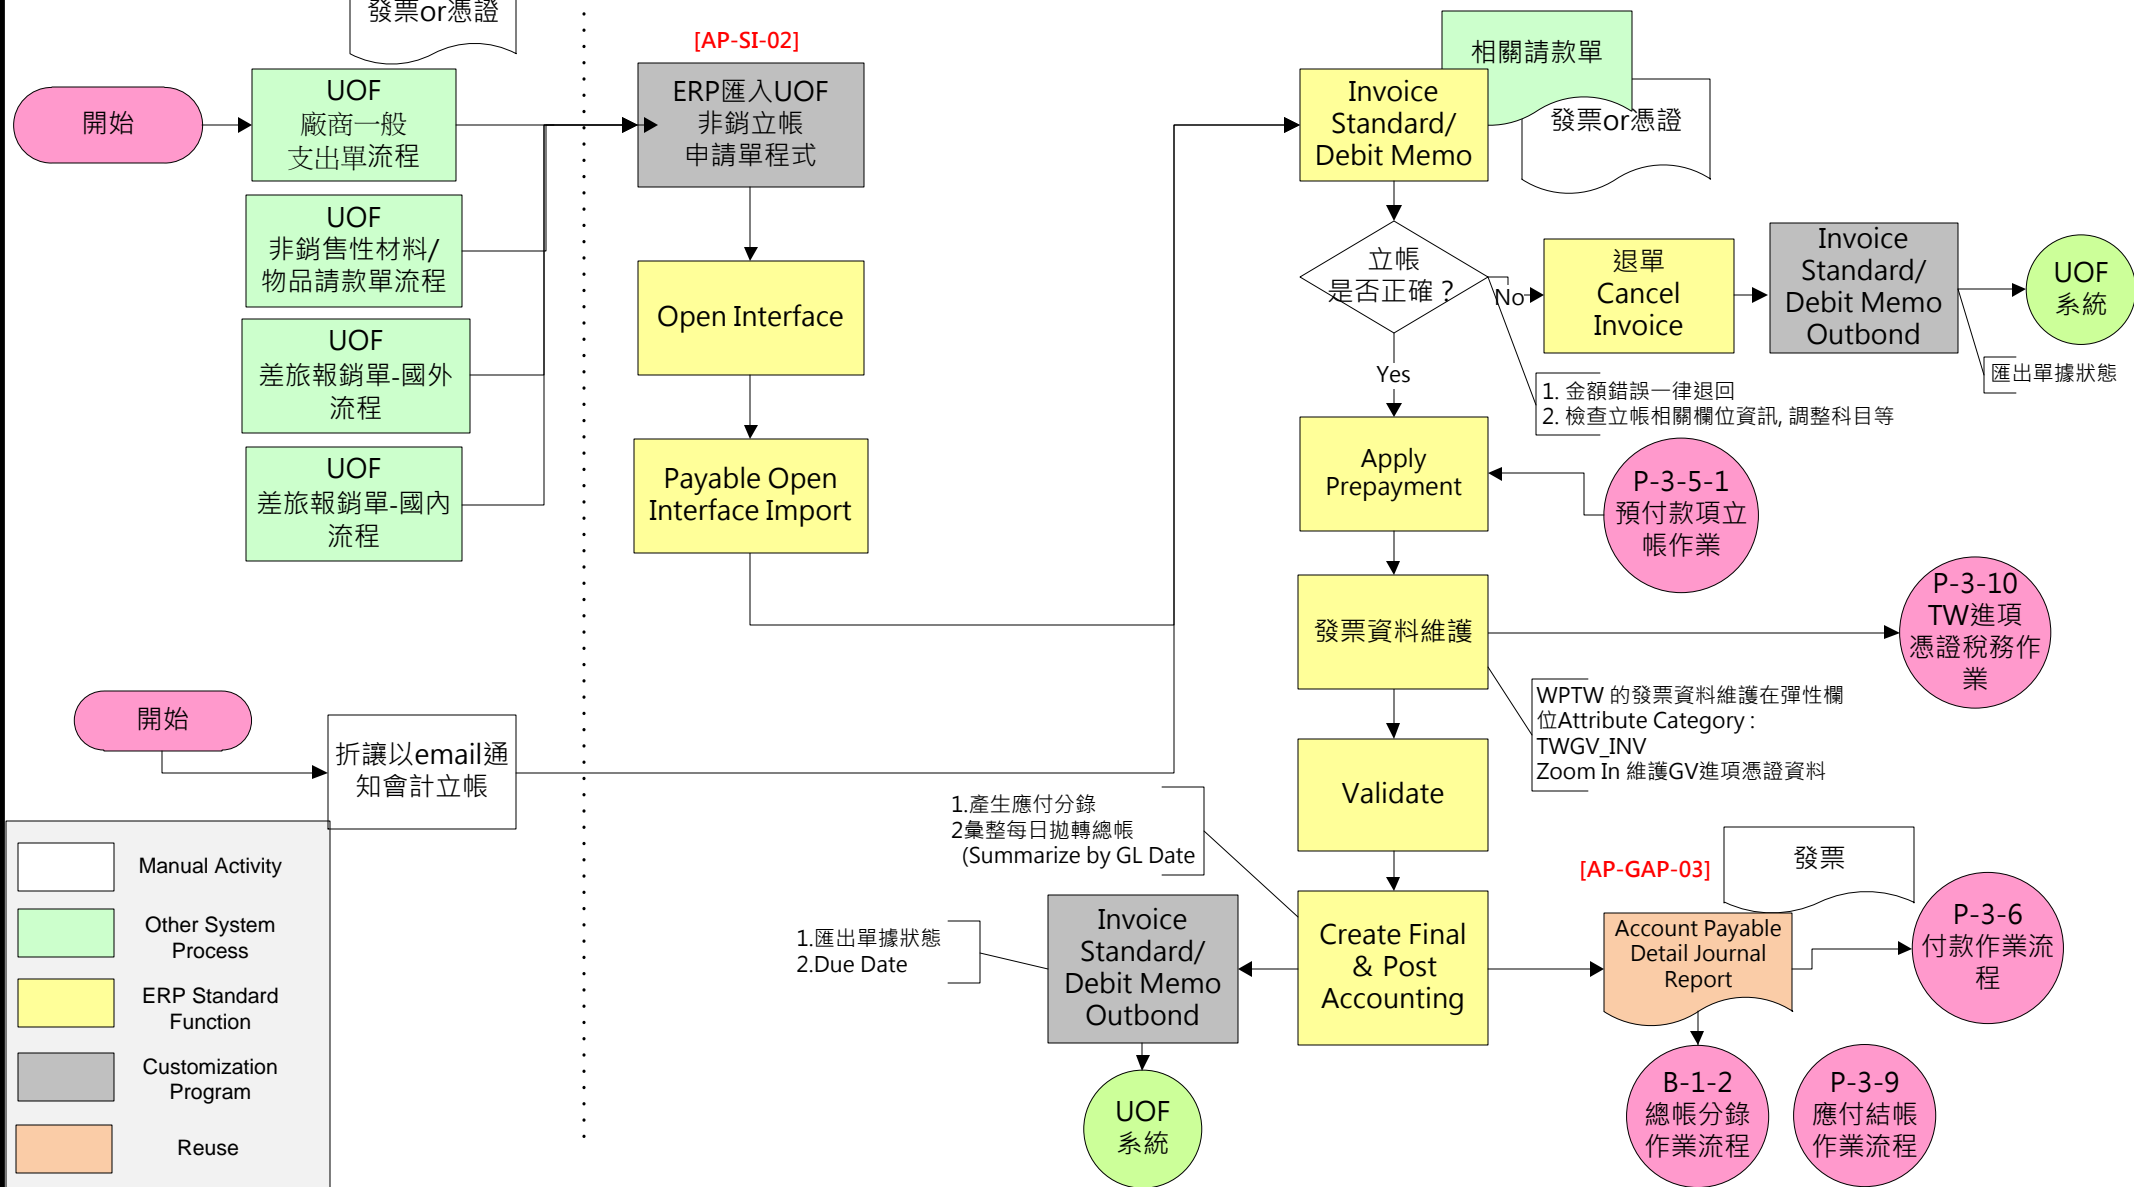 發票or憑證
開始
UOF
廠商一般
支出單流程
UOF
非銷售性材料/
物品請款單流程
UOF
差旅報銷單-國外
流程
UOF
差旅報銷單-國內
流程
[AP-SI-02]
ERP匯入UOF
非銷立帳
申請單程式
Open Interface
Payable Open
Interface Import
相關請款單
發票or憑證
Invoice
Standard/
Debit Memo
立帳
是否正確？
No
退單
Cancel
Invoice
Invoice
Standard/
Debit Memo
Outbond
UOF
系統
匯出單據狀態
Yes
1. 金額錯誤一律退回
2. 檢查立帳相關欄位資訊, 調整科目等
Apply
Prepayment
P-3-5-1
預付款項立
帳作業
發票資料維護
P-3-10
TW進項
憑證稅務作
業
WPTW 的發票資料維護在彈性欄
位Attribute Category :
TWGV_INV
Zoom In 維護GV進項憑證資料
開始
折讓以email通
知會計立帳
Validate
1.產生應付分錄
2彙整每日拋轉總帳
(Summarize by GL Date
Create Final
& Post
Accounting
1.匯出單據狀態
2.Due Date
Invoice
Standard/
Debit Memo
Outbond
UOF
系統
[AP-GAP-03]
發票
Account Payable
Detail Journal
Report
P-3-6
付款作業流
程
B-1-2
總帳分錄
作業流程
P-3-9
應付結帳
作業流程
Manual Activity
Other System
Process
ERP Standard
Function
Customization
Program
Reuse